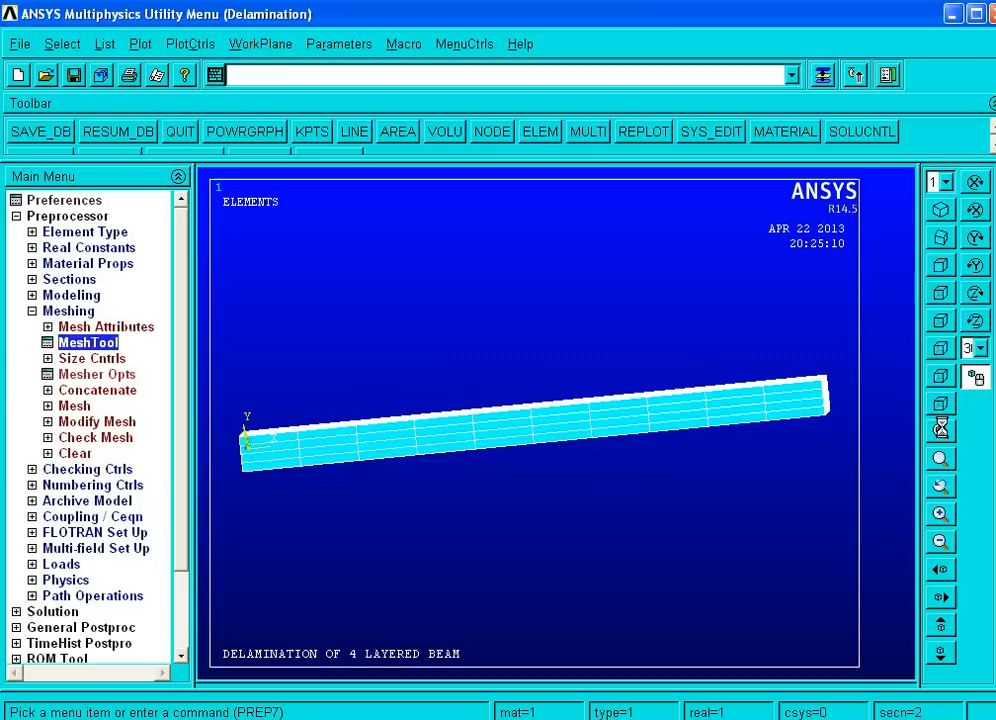 ANSYS Multiphysics Utility Menu (Delamination)
File Select List Plot PlotCtrls WorkPlane Parameters Macro MenuCtrls Help
Toolbar
SAVE_DB RESUM_DB QUIT POWRGRPH KPTS LINE AREA VOLU NODE ELEM MULTI REPLOT SYS_EDIT MATERIAL SOLUCNTL
Main Menu
Preferences
Preprocessor
Element Type
Real Constants
Material Props
Sections
Modeling
Meshing
Mesh Attributes
MeshTool
Size Cntrls
Mesher Opts
Concatenate
Mesh
Modify Mesh
Check Mesh
Clear
Checking Ctrls
Numbering Ctrls
Archive Model
Coupling / Ceqn
FLOTRAN Set Up
Multi-field Set Up
Loads
Physics
Path Operations
Solution
General Postproc
TimeHist Postpro
ROM Tool
1
ELEMENTS
ANSYS
R14.5
APR 22 2013
20:25:10
Y
X
DELAMINATION OF 4 LAYERED BEAM
1
X
X
Y
Y
Z
Z
Pick a menu item or enter a command (PREP7) mat=1 type=1 real=1 csys=0 secn=2